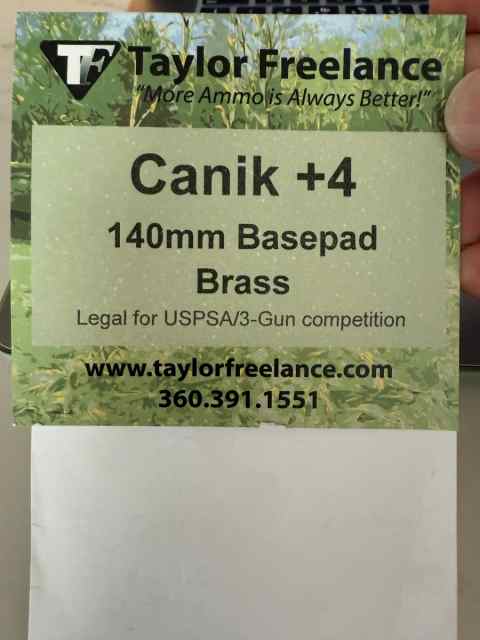 TF Taylor Freelance
"More Ammo is Always Better!"
Canik +4
140mm Basepad
Brass
Legal for USPSA/3-Gun competition
www.taylorfreelance.com
360.391.1551